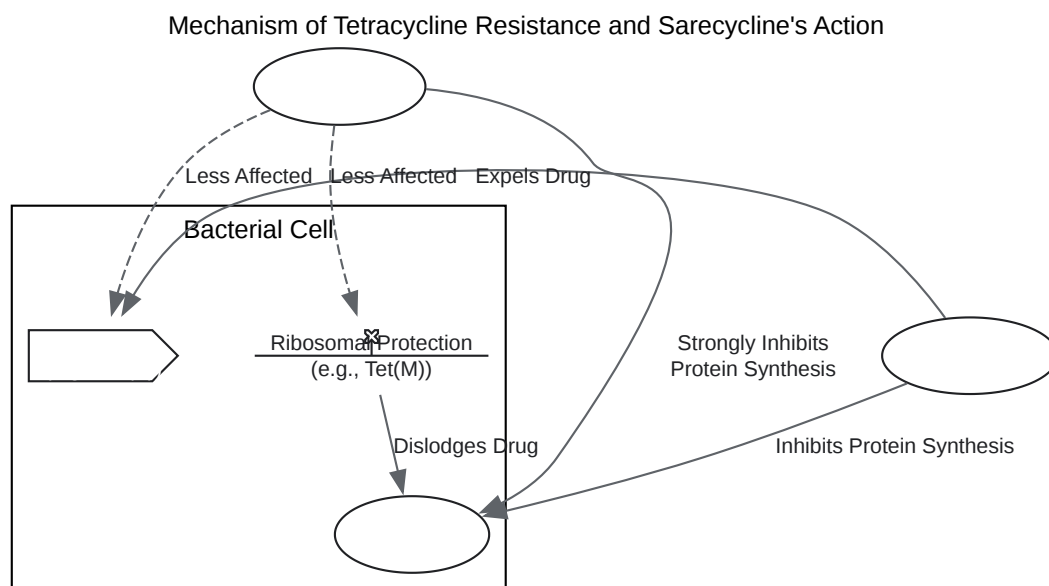 Mechanism of Tetracycline Resistance and Sarecycline's Action
Less Affected
Less Affected
Expels Drug
Bacterial Cell
Ribosomal Protection
(e.g., Tet(M))
Strongly Inhibits
Protein Synthesis
Dislodges Drug
Inhibits Protein Synthesis